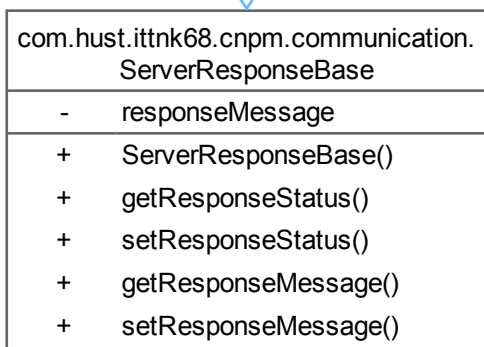 com.hust.ittnk68.cnpm.communication.
ServerResponseBase
- responseMessage
+ ServerResponseBase()
+ getResponseStatus()
+ setResponseStatus()
+ getResponseMessage()
+ setResponseMessage()